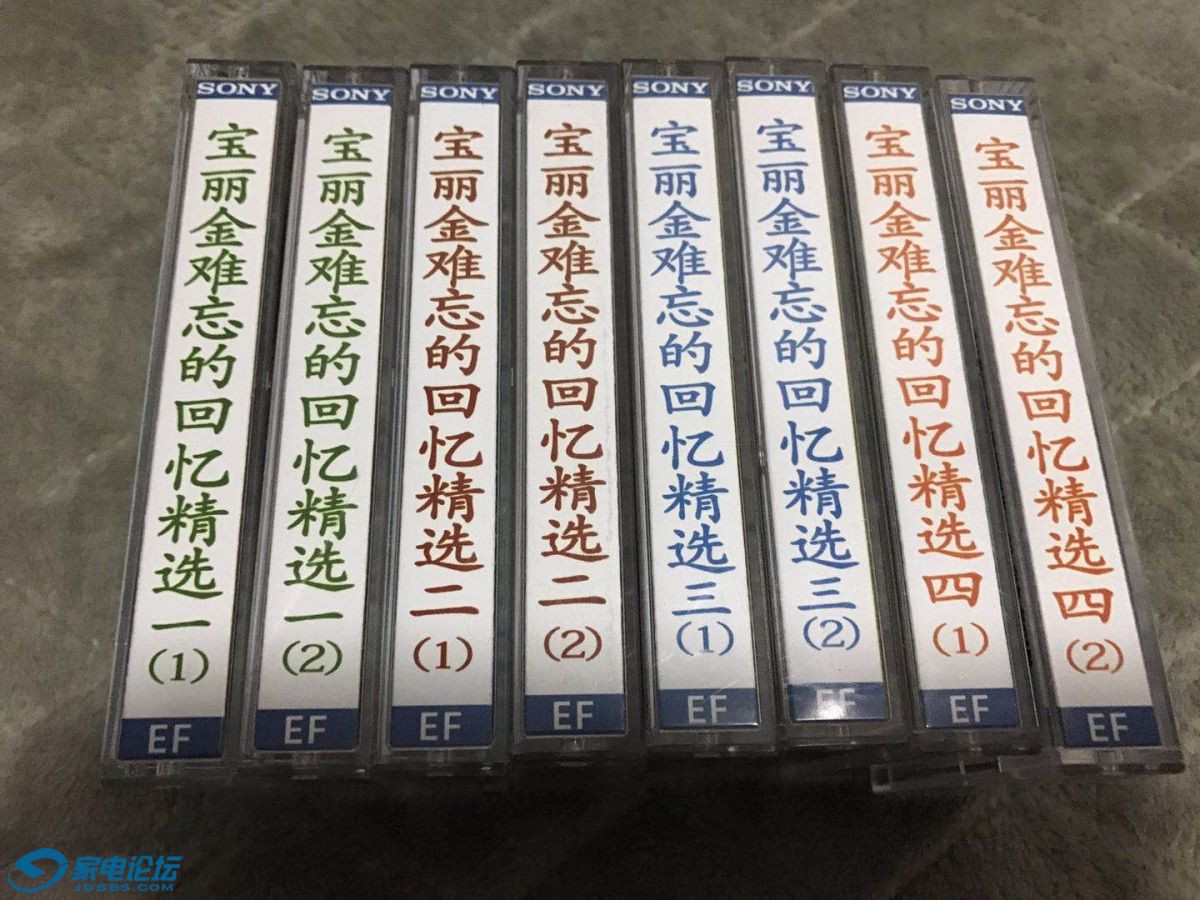 SONY
宝丽金难忘的回忆精选一
(1)
EF
SONY
宝丽金难忘的回忆精选一
(2)
EF
SONY
宝丽金难忘的回忆精选二
(1)
EF
SONY
宝丽金难忘的回忆精选二
(2)
EF
SONY
宝丽金难忘的回忆精选三
(1)
EF
SONY
宝丽金难忘的回忆精选三
(2)
EF
SONY
宝丽金难忘的回忆精选四
(1)
EF
SONY
宝丽金难忘的回忆精选四
(2)
EF
家电论坛
JDBBS.COM